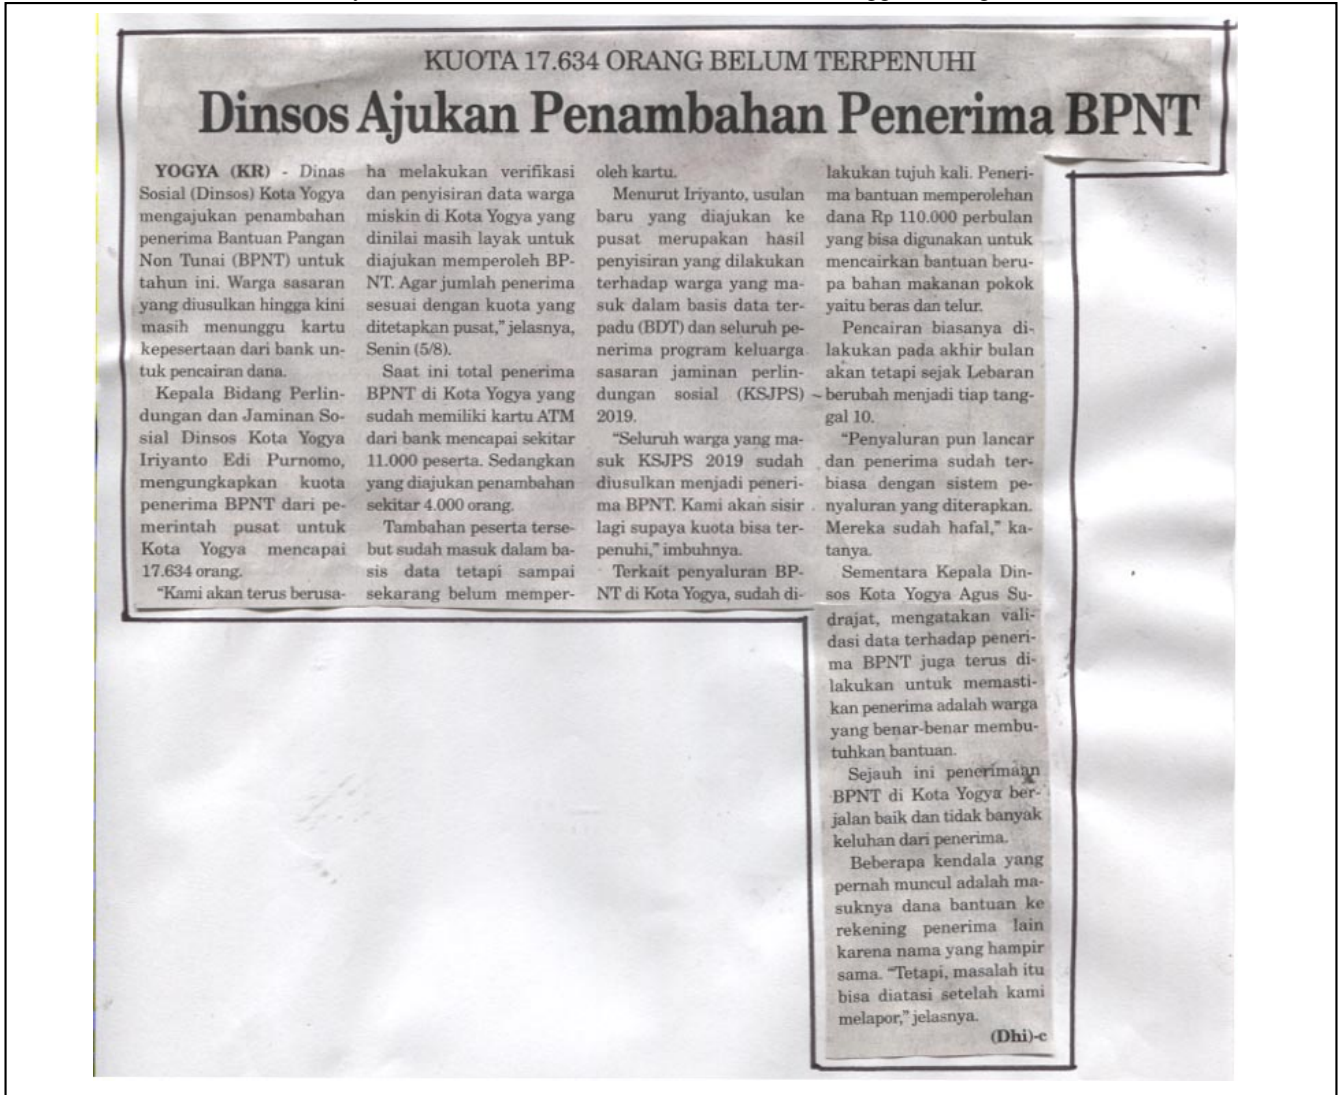 KUOTA 17.634 ORANG BELUM TERPENUHI
Dinsos Ajukan Penambahan Penerima BPNT
YOGYA (KR) - Dinas
Sosial (Dinsos) Kota Yogya
mengajukan penambahan
penerima Bantuan Pangan
Non Tunai (BPNT) untuk
tahun ini. Warga sasaran
yang diusulkan hingga kini
masih menunggu kartu
kepesertaan dari bank un-
tuk pencairan dana.
Kepala Bidang Perlin-
dungan dan Jaminan So-
sial Dinsos Kota Yogya
Iriyanto Edi Purnomo,
mengungkapkan kuota
penerima BPNT dari pe-
merintah pusat untuk
Kota Yogya mencapai
17.634 orang.
"Kami akan terus berusa-
ha melakukan verifikasi
dan penyisiran data warga
miskin di Kota Yogya yang
dinilai masih layak untuk
diajukan memperoleh BP-
NT. Agar jumlah penerima
sesuai dengan kuota yang
ditetapkan pusat," jelasnya,
Senin (5/8).
Saat ini total penerima
BPNT di Kota Yogya yang
sudah memiliki kartu ATM
dari bank mencapai sekitar
11.000 peserta. Sedangkan
yang diajukan penambahan
sekitar 4.000 orang.
Tambahan peserta terse-
but sudah masuk dalam ba-
sis data tetapi sampai
sekarang belum memper-
oleh kartu.
Menurut Iriyanto, usulan
baru yang diajukan ke
pusat merupakan hasil
penyisiran yang dilakukan
terhadap warga yang ma-
suk dalam basis data ter-
padu (BDT) dan seluruh pe-
nerima program keluarga
sasaran jaminan perlin-
dungan sosial (KSJPS)
2019.
"Seluruh warga yang ma-
suk KSJPS 2019 sudah
diusulkan menjadi peneri-
ma BPNT. Kami akan sisir
lagi supaya kuota bisa ter-
penuhi," imbuhnya.
Terkait penyaluran BP-
NT di Kota Yogya, sudah di-
lakukan tujuh kali. Peneri-
ma bantuan memperolehan
dana Rp 110.000 perbulan
yang bisa digunakan untuk
mencairkan bantuan beru-
pa bahan makanan pokok
yaitu beras dan telur.
Pencairan biasanya di-
lakukan pada akhir bulan
akan tetapi sejak Lebaran
berubah menjadi tiap tang-
gal 10.
"Penyaluran pun lancar
dan penerima sudah ter-
biasa dengan sistem pe-
nyaluran yang diterapkan.
Mereka sudah hafal," ka-
tanya.
Sementara Kepala Din-
sos Kota Yogya Agus Su-
drajat, mengatakan vali-
dasi data terhadap peneri-
ma BPNT juga terus di-
lakukan untuk memasti-
kan penerima adalah warga
yang benar-benar membu-
tuhkan bantuan.
Sejauh ini penerimaan
BPNT di Kota Yogya ber-
jalan baik dan tidak banyak
keluhan dari penerima.
Beberapa kendala yang
pernah muncul adalah ma-
suknya dana bantuan ke
rekening penerima lain
karena nama yang hampir
sama. "Tetapi, masalah itu
bisa diatasi setelah kami
melapor," jelasnya.
(Dhi)-c